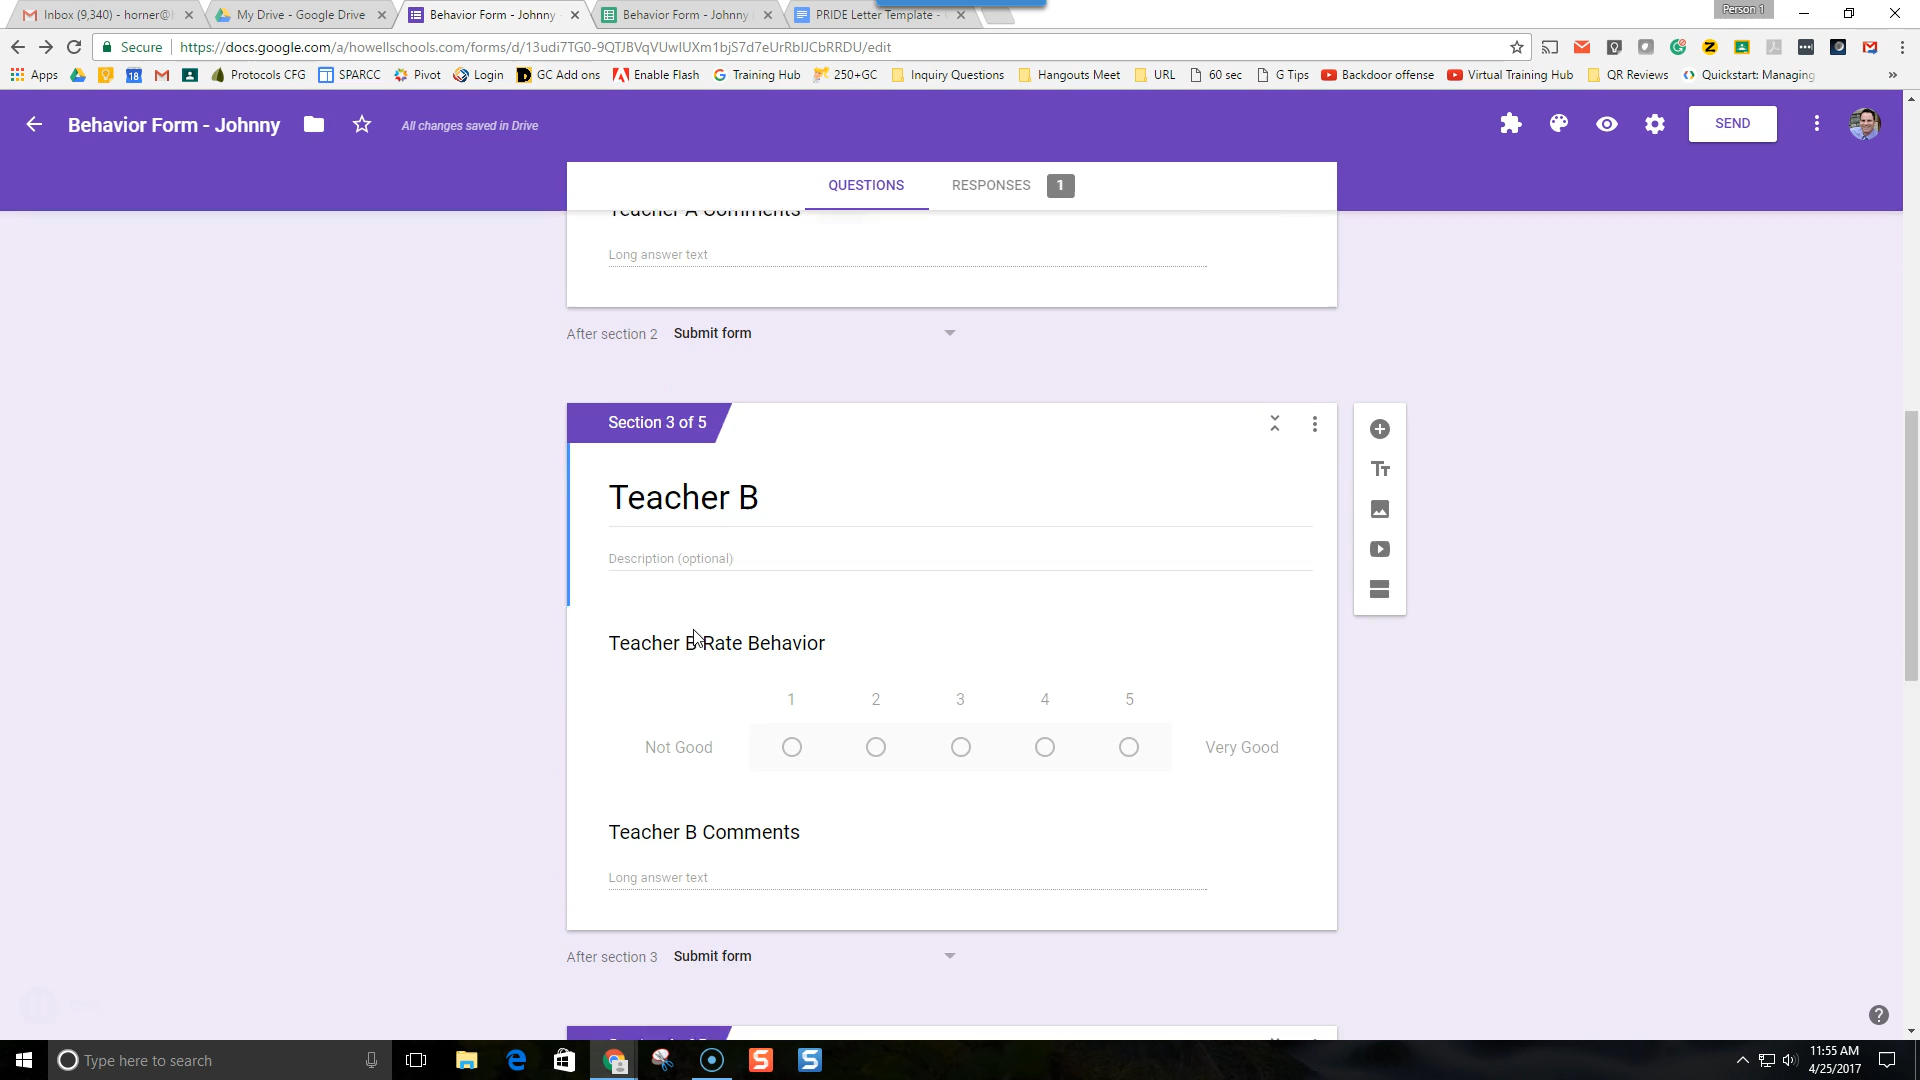 Inbox (9,340) - horner@
My Drive - Google Drive
Behavior Form - Johnny
Behavior Form - Johnny
PRIDE Letter Template -
Person 1
Secure
https://docs.google.com/a/howellschools.com/forms/d/13udi7TG0-9QTJBVqVUwIUXm1bjS7d7eUrRbIJCbRRDU/edit
Apps
Protocols CFG
SPARCC
Pivot
Login
GC Add ons
Enable Flash
Training Hub
250+GC
Inquiry Questions
Hangouts Meet
URL
60 sec
G Tips
Backdoor offense
Virtual Training Hub
QR Reviews
Quickstart: Managing
»
Behavior Form - Johnny
All changes saved in Drive
SEND
QUESTIONS
RESPONSES 1
Teacher A Comments
Long answer text
After section 2 Submit form
Section 3 of 5
Teacher B
Description (optional)
Teacher B Rate Behavior
1 2 3 4 5
Not Good
Very Good
Teacher B Comments
Long answer text
After section 3 Submit form
Type here to search
11:55 AM
4/25/2017